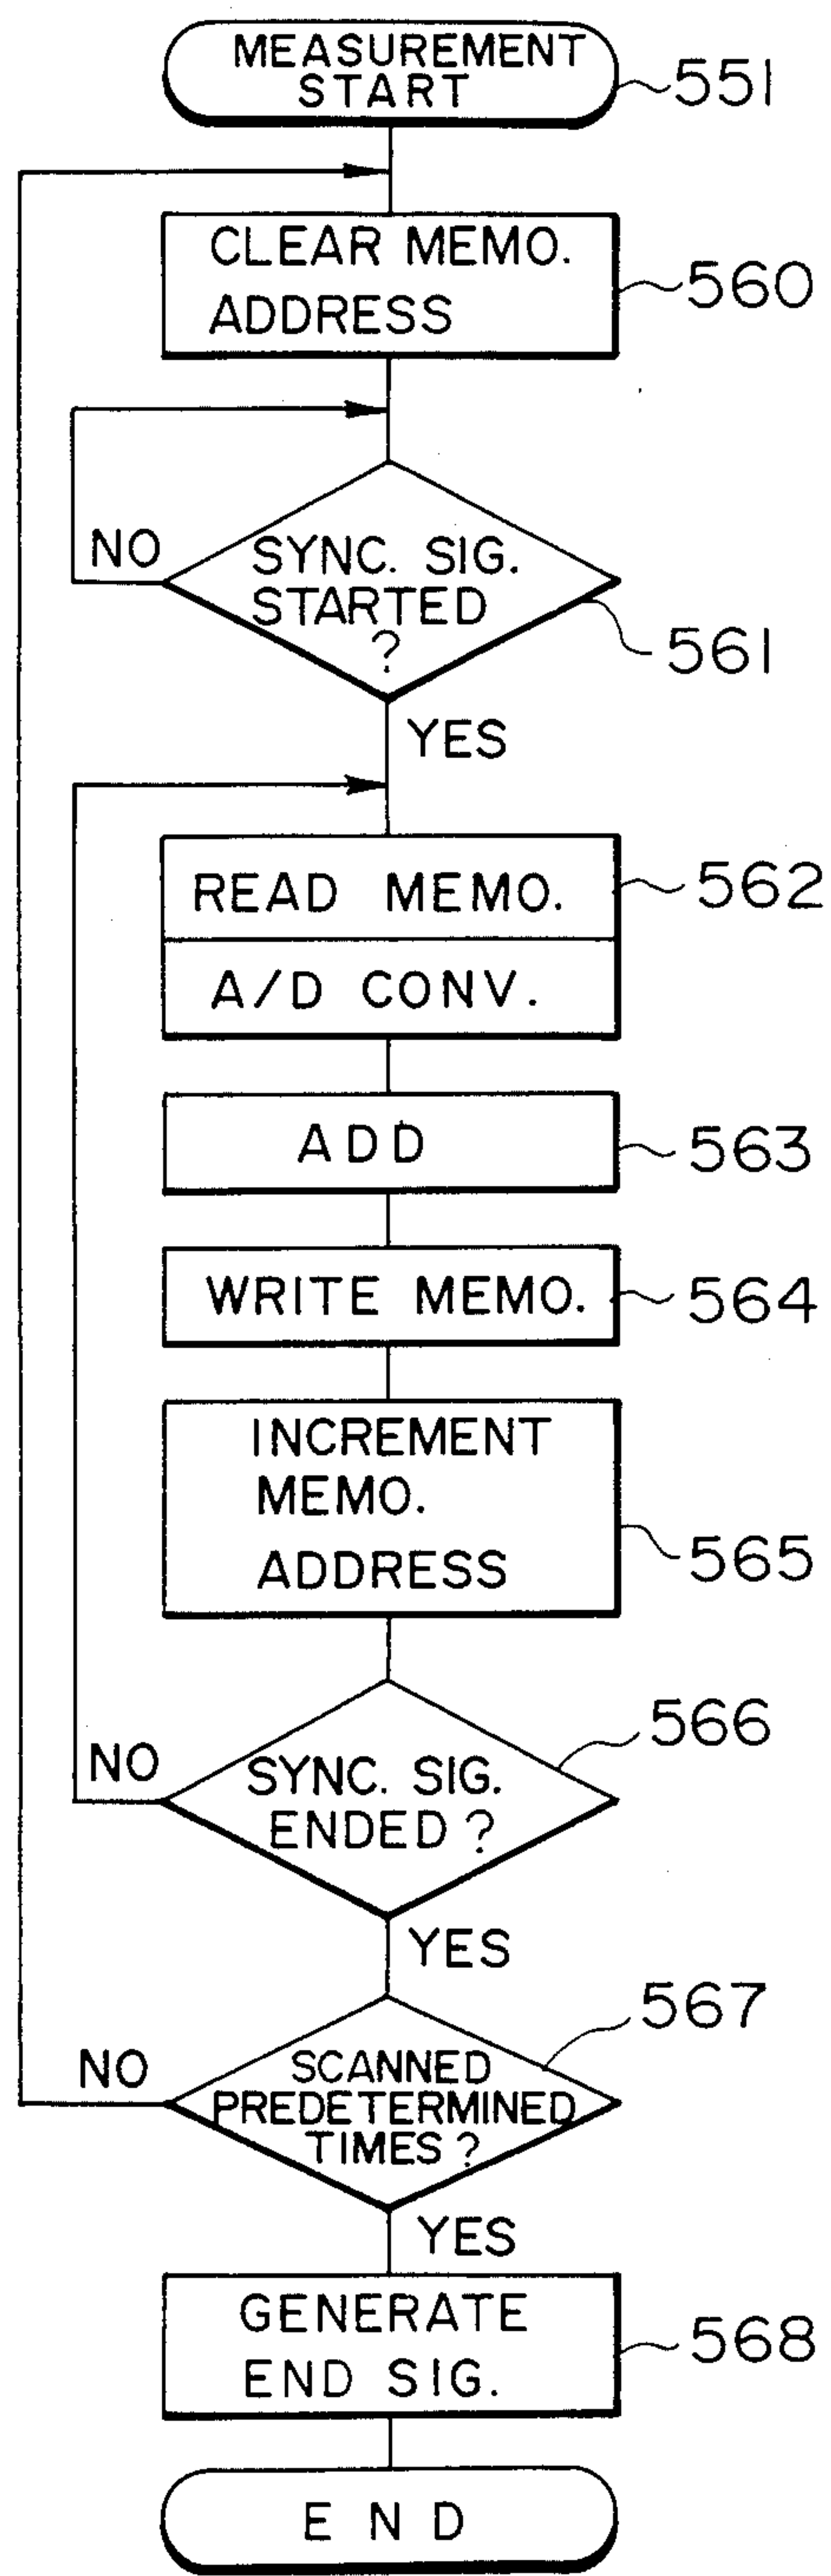 MEASUREMENT
START
551
CLEAR MEMO.
ADDRESS
560
NO
SYNC. SIG.
STARTED
?
561
YES
READ MEMO.
562
A/D CONV.
ADD
563
WRITE MEMO.
564
INCREMENT
MEMO.
ADDRESS
565
566
NO
SYNC. SIG.
ENDED ?
YES
567
NO
SCANNED
PREDETERMINED
TIMES ?
YES
GENERATE
END SIG.
568
END